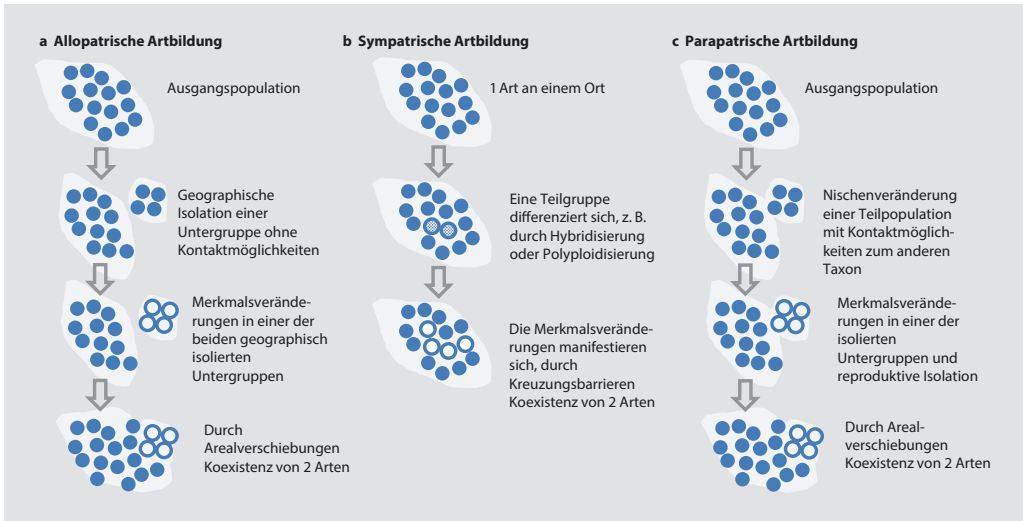 a Allopatrische Artbildung
Ausgangspopulation
Geographische
Isolation einer
Untergruppe ohne
Kontaktmöglichkeiten
Merkmalsverände-
rungen in einer der
beiden geographisch
isolierten
Untergruppen
Durch
Arealverschiebungen
Koexistenz von 2 Arten
b Sympatrische Artbildung
1 Art an einem Ort
Eine Teilgruppe
differenziert sich, z. B.
durch Hybridisierung
oder Polyploidisierung
Die Merkmalsverände-
rungen manifestieren
sich, durch
Kreuzungsbarrieren
Koexistenz von 2 Arten
c Parapatrische Artbildung
Ausgangspopulation
Nischenveränderung
einer Teilpopulation
mit Kontaktmöglich-
keiten zum anderen
Taxon
Merkmalsverände-
rungen in einer der
isolierten
Untergruppen und
reproduktive Isolation
Durch Areal-
verschiebungen
Koexistenz von 2 Arten